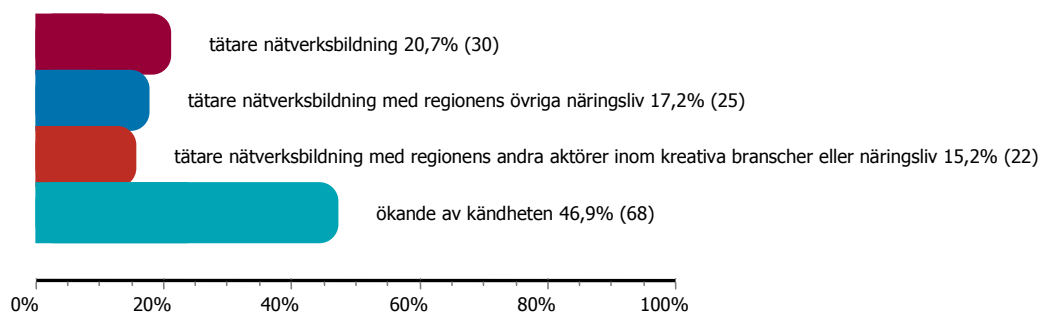 tätare nätverksbildning 20,7% (30)
tätare nätverksbildning med regionens övriga näringsliv 17,2% (25)
tätare nätverksbildning med regionens andra aktörer inom kreativa branscher eller näringsliv 15,2% (22)
ökande av kändheten 46,9% (68)
0% 20% 40% 60% 80% 100%